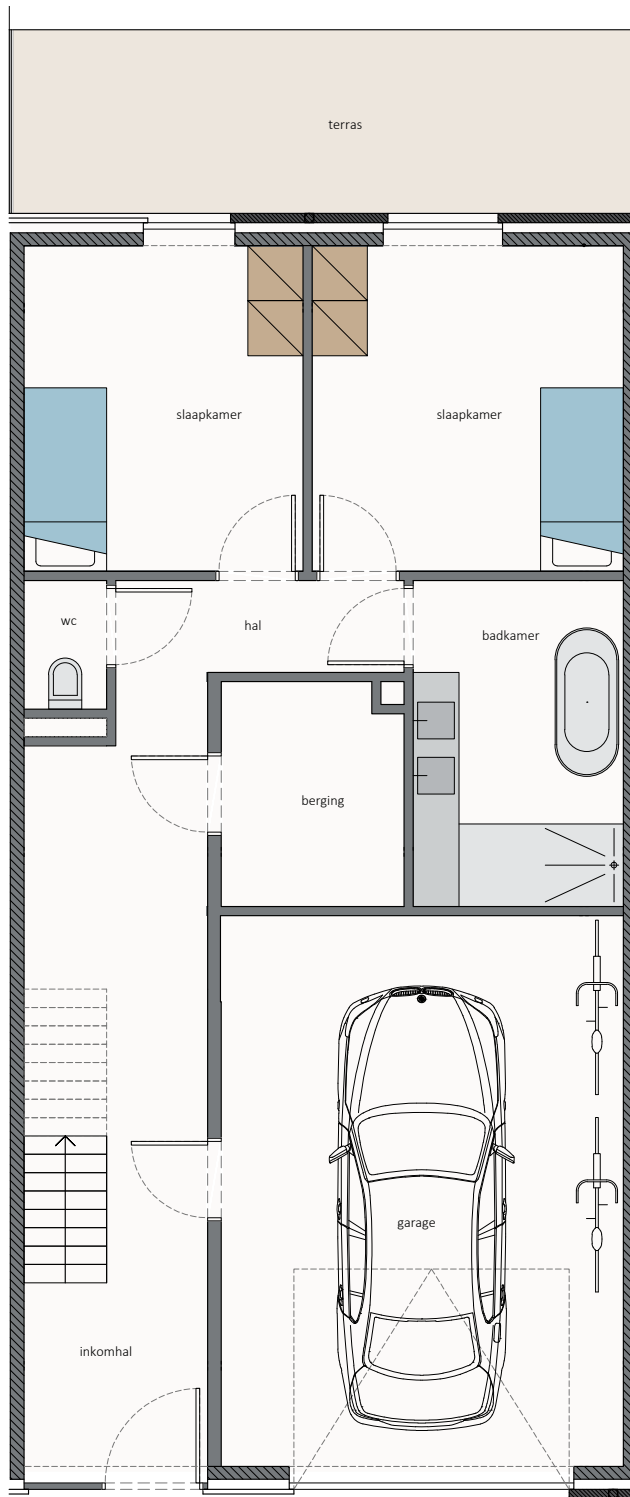 terras
slaapkamer
slaapkamer
wc
hal
badkamer
berging
garage
inkomhal